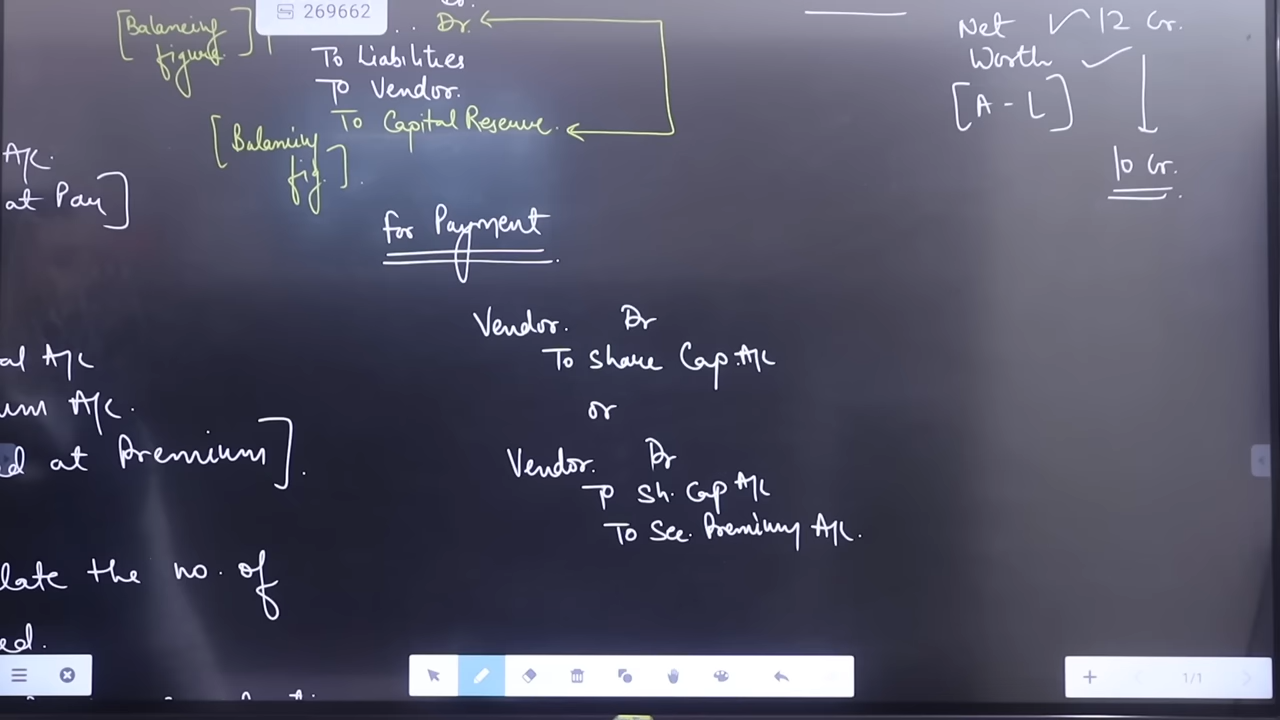 269662
[Balancing figure]
Dr.
To Liabilities
To Vendor.
To Capital Reserve.
[Balancing fig.].
Net 12 Cr.
Worth
[A - L]
10 Cr.
A/c.
at Par]
for Payment
Vendor. Dr
To Share Cap. A/c
or
Vendor. Dr
To Sh. Cap A/c
To Sec. Premium A/c.
al A/c
um A/c.
ed at Premium].
late the no. of
ed.
1/1